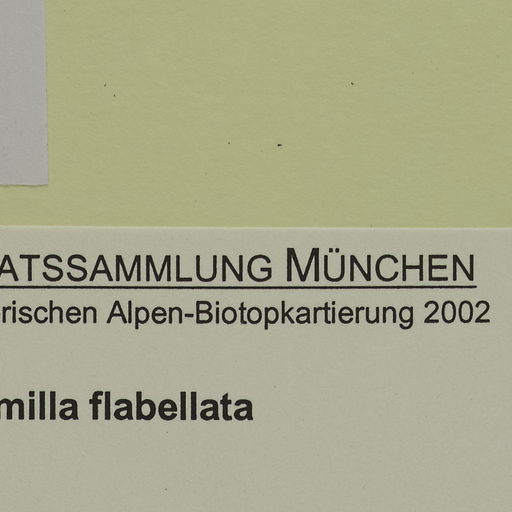 ATSSAMMLUNG MÜNCHEN
rischen Alpen-Biotopkartierung 2002
milla flabellata